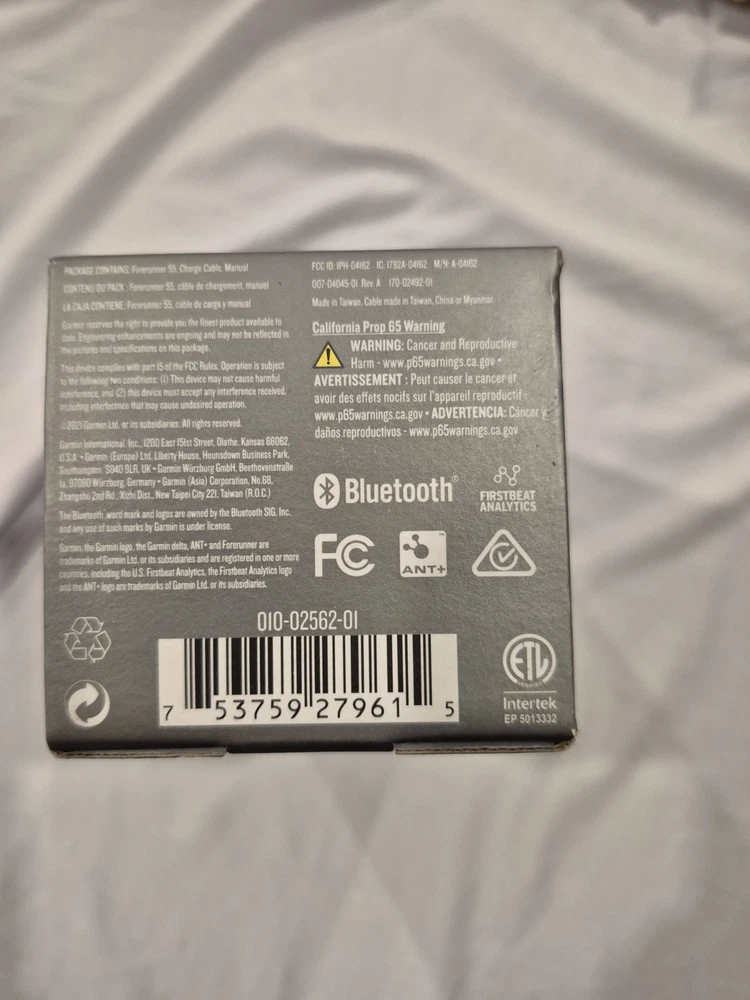 PACKAGE CONTAINS: Forerunner 55, Charge Cable, Manual
CONTENU DU PACK : Forerunner 55, câble de chargement, manuel
LA CAJA CONTIENE: Forerunner 55, cable de carga y manual
Garmin reserves the right to provide you the finest product available to
date. Engineering enhancements are ongoing and may not be reflected in
the pictures and specifications on this package.
This device complies with part 15 of the FCC Rules. Operation is subject
to the following two conditions: (1) This device may not cause harmful
interference, and (2) this device must accept any interference received,
including interference that may cause undesired operation.
©2021 Garmin Ltd. or its subsidiaries. All rights reserved.
Garmin International, Inc., 1200 East 151st Street, Olathe, Kansas 66062,
U.S.A. • Garmin (Europe) Ltd. Liberty House, Hounsdown Business Park,
Southampton, SO40 9LR, UK • Garmin Würzburg GmbH, Beethovenstraße
1a, 97080 Würzburg, Germany • Garmin (Asia) Corporation, No.68,
Zhangshu 2nd Rd., Xizhi Dist., New Taipei City 221, Taiwan (R.O.C.)
The Bluetooth word mark and logos are owned by the Bluetooth SIG, Inc.
and any use of such marks by Garmin is under license.
Garmin, the Garmin logo, the Garmin delta, ANT+ and Forerunner are
trademarks of Garmin Ltd. or its subsidiaries and are registered in one or more
countries, including the U.S. Firstbeat Analytics, the Firstbeat Analytics logo
and the ANT+ logo are trademarks of Garmin Ltd. or its subsidiaries.
FCC ID: IPH-04162 IC: 1792A-04162 M/N: A-04162
007-04045-01 Rev. A 170-02492-01
Made in Taiwan. Cable made in Taiwan, China or Myanmar.
California Prop 65 Warning
WARNING: Cancer and Reproductive
Harm - www.p65warnings.ca.gov •
AVERTISSEMENT : Peut causer le cancer et
avoir des effets nocifs sur l'appareil reproductif -
www.p65warnings.ca.gov • ADVERTENCIA: Cáncer y
daños reproductivos - www.p65warnings.ca.gov
Bluetooth®
FIRSTBEAT
ANALYTICS
FC
ANT+™
010-02562-01
7 53759 27961 5
ETL
Intertek
EP 5013332